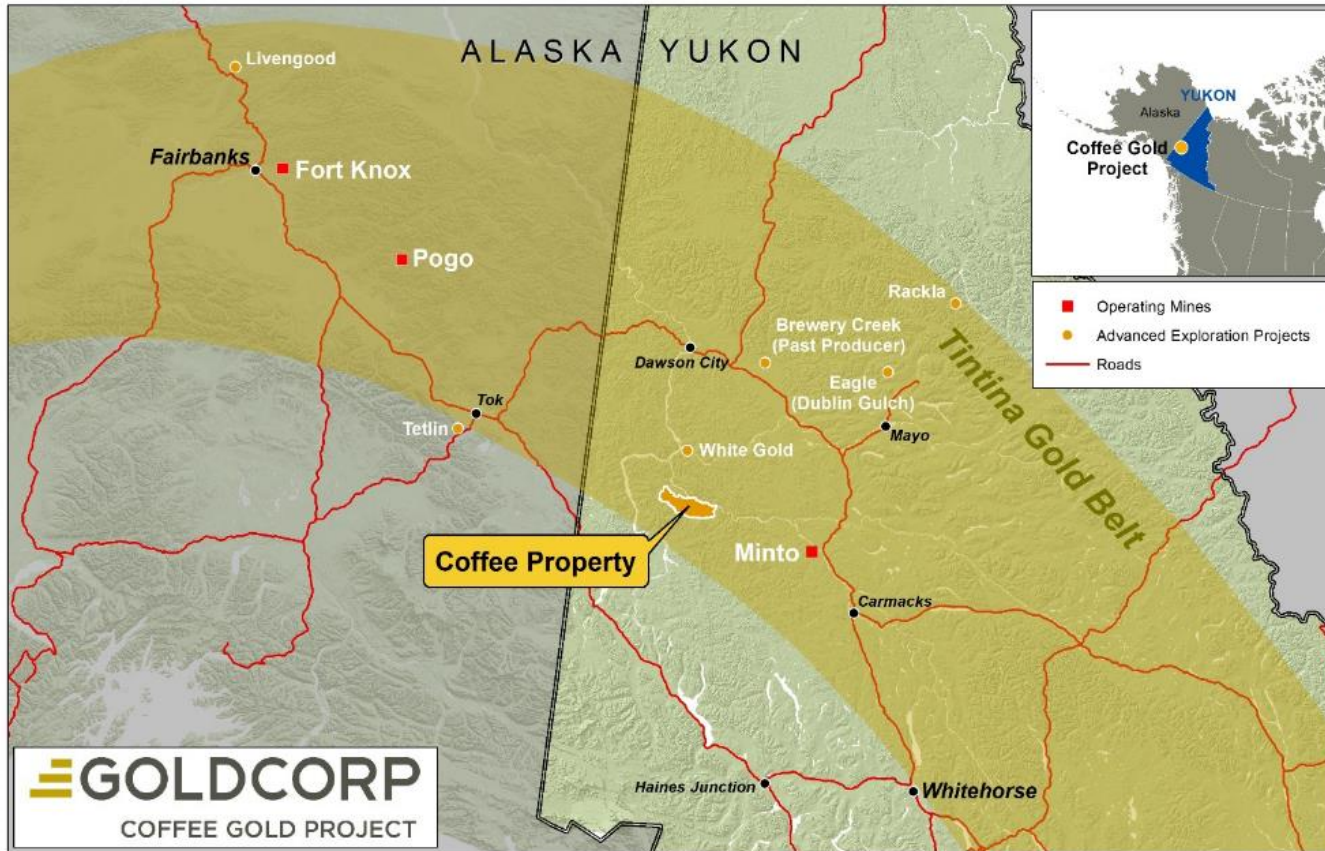 ALASKA YUKON
Livengood
Fairbanks
Fort Knox
Pogo
Rackla
Brewery Creek
(Past Producer)
Dawson City
Eagle
(Dublin Gulch)
Tintina Gold Belt
Tok
Tetlin
Mayo
White Gold
Coffee Property
Minto
Carmacks
Haines Junction
Whitehorse
YUKON
Alaska
Coffee Gold
Project
Operating Mines
Advanced Exploration Projects
Roads
GOLDCORP
COFFEE GOLD PROJECT